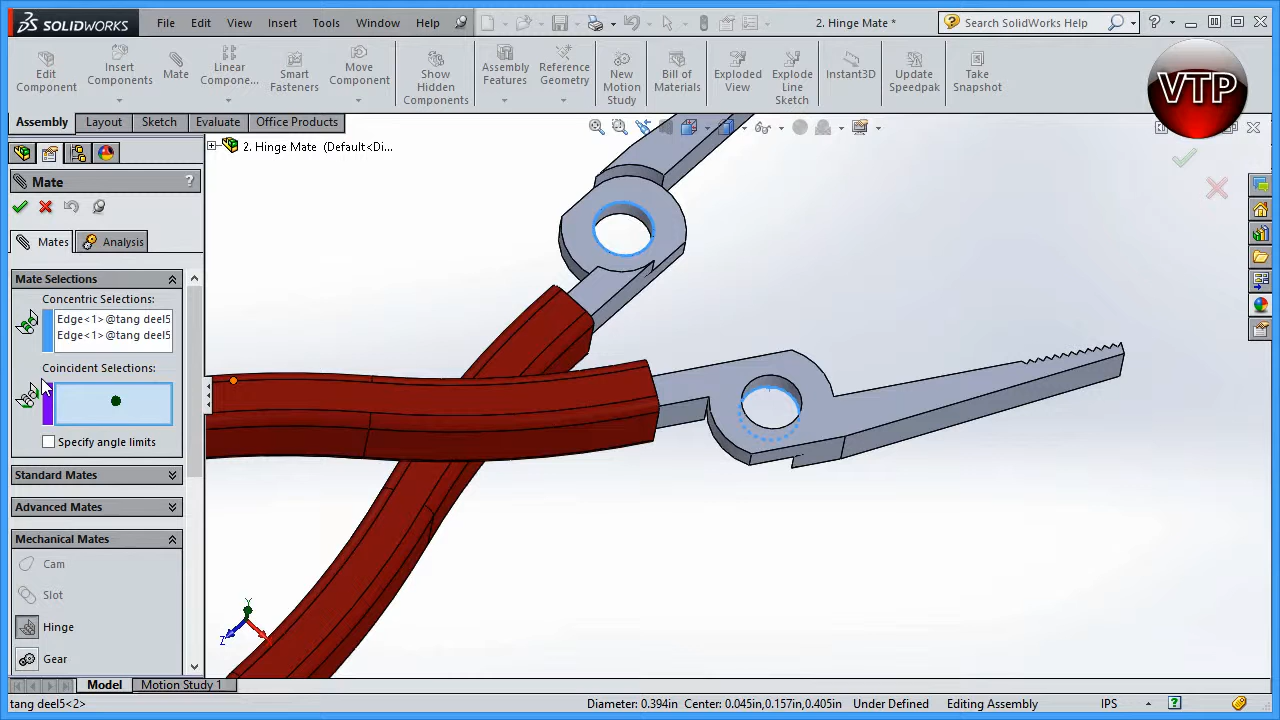 SOLIDWORKS
File Edit View Insert Tools Window Help
2. Hinge Mate *
Search SolidWorks Help
?
Edit Component
Insert Components
Mate
Linear Compone...
Smart Fasteners
Move Component
Show Hidden Components
Assembly Features
Reference Geometry
New Motion Study
Bill of Materials
Exploded View
Explode Line Sketch
Instant3D
Update Speedpak
Take Snapshot
VTP
Assembly Layout Sketch Evaluate Office Products
2. Hinge Mate (Default<Di...
Mate ?
Mates Analysis
Mate Selections
Concentric Selections:
Edge<1>@tang deel5
Edge<1>@tang deel5
Coincident Selections:
Specify angle limits
Standard Mates
Advanced Mates
Mechanical Mates
Cam
Slot
Hinge
Gear
Y
Z
Model Motion Study 1
tang deel5<2> Diameter: 0.394in Center: 0.045in,0.157in,0.405in Under Defined Editing Assembly IPS ?